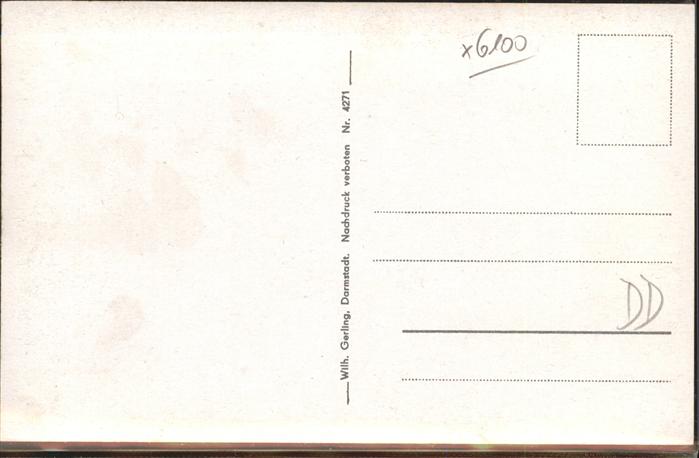 x6100
Wilh. Gerling, Darmstadt. Nachdruck verboten Nr. 4271
DD